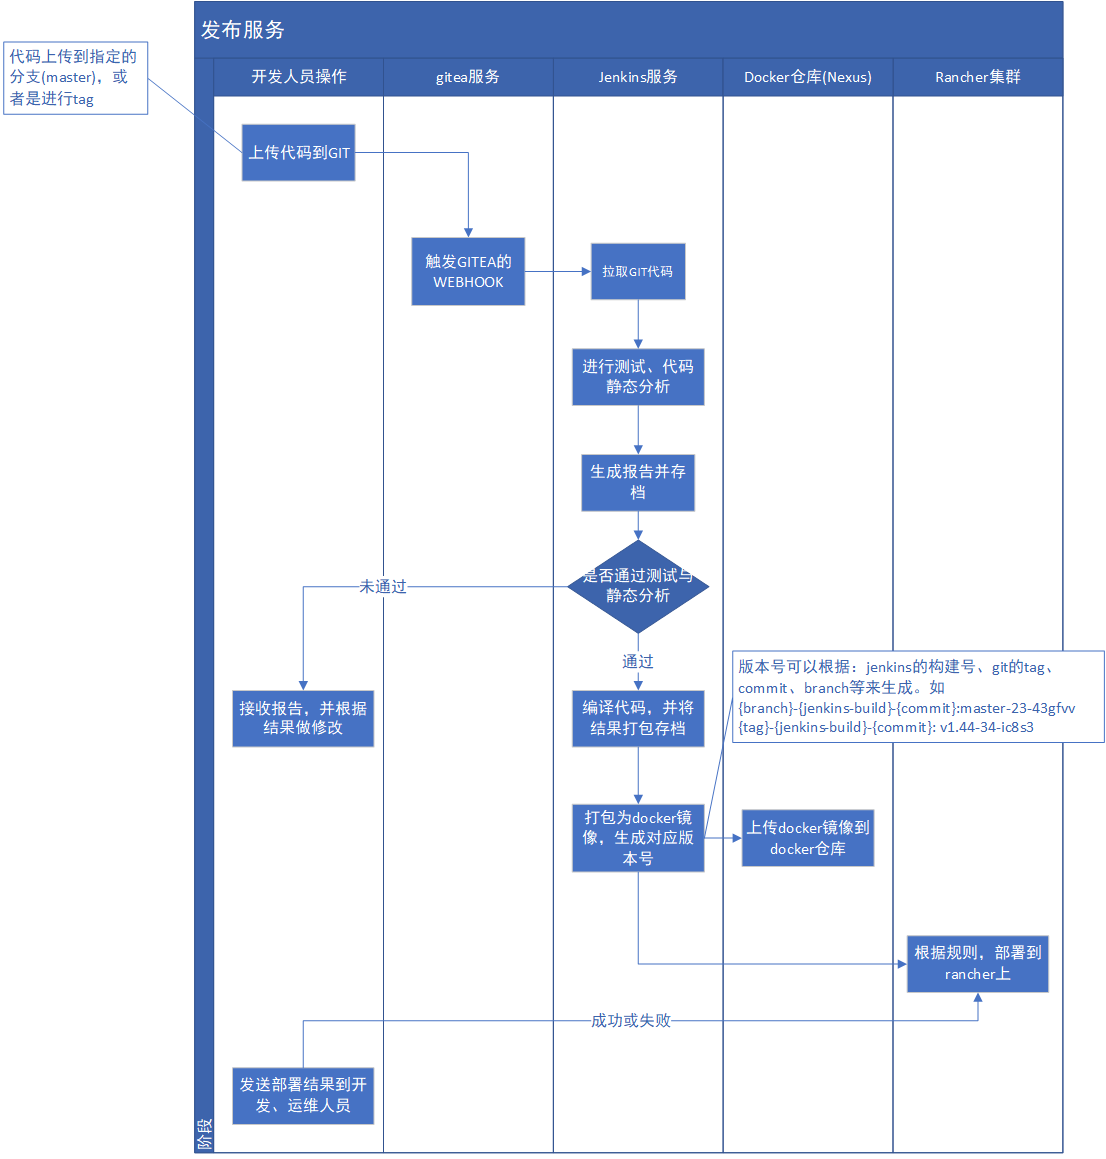 发布服务
代码上传到指定的
分支(master)，或
者是进行tag
开发人员操作
gitea服务
Jenkins服务
Docker仓库(Nexus)
Rancher集群
上传代码到GIT
触发GITEA的
WEBHOOK
拉取GIT代码
进行测试、代码
静态分析
生成报告并存
档
是否通过测试与
静态分析
未通过
通过
版本号可以根据：jenkins的构建号、git的tag、
commit、branch等来生成。如
{branch}-{jenkins-build}-{commit}:master-23-43gfvv
{tag}-{jenkins-build}-{commit}: v1.44-34-ic8s3
接收报告，并根据
结果做修改
编译代码，并将
结果打包存档
打包为docker镜
像，生成对应版
本号
上传docker镜像到
docker仓库
根据规则，部署到
rancher上
成功或失败
发送部署结果到开
发、运维人员
阶段